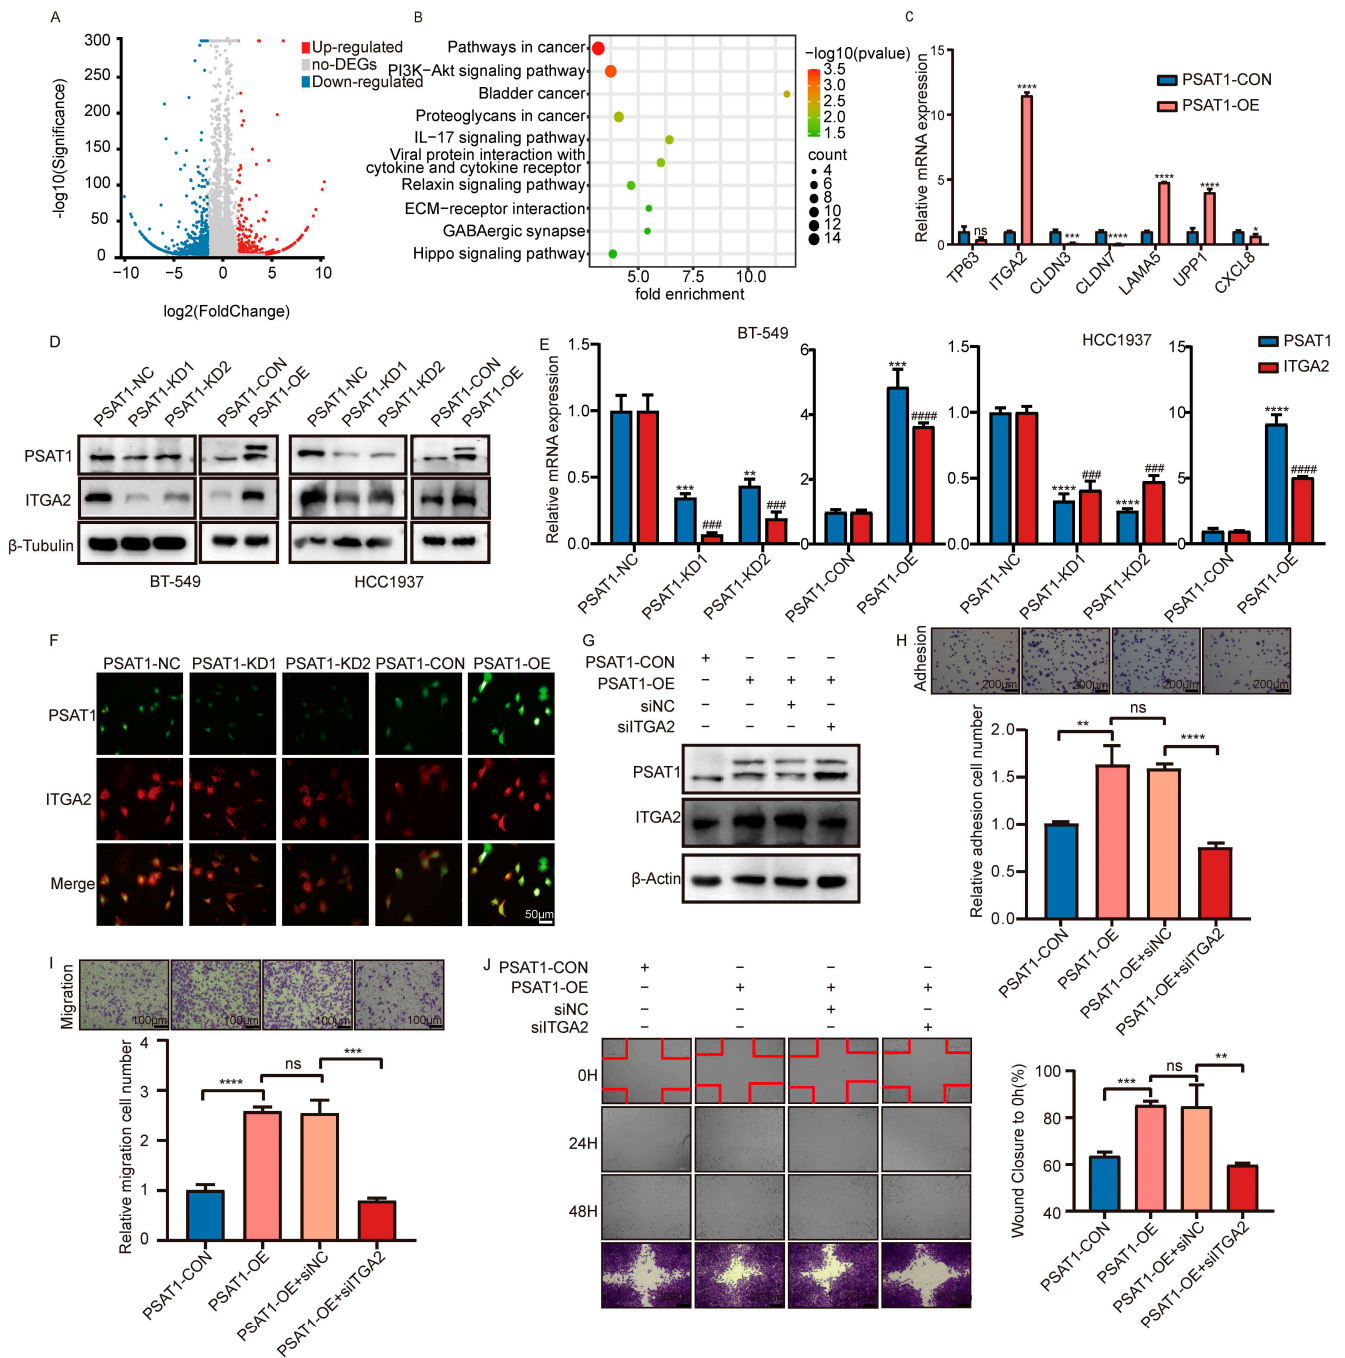 A
300
250
200
150
100
50
0
-log10(Significance)
−10
−5
0
5
10
log2(FoldChange)
Up-regulated
no-DEGs
Down-regulated
B
Pathways in cancer
PI3K−Akt signaling pathway
Bladder cancer
Proteoglycans in cancer
IL−17 signaling pathway
Viral protein interaction with
cytokine and cytokine receptor
Relaxin signaling pathway
ECM−receptor interaction
GABAergic synapse
Hippo signaling pathway
5.0
7.5
10.0
fold enrichment
−log10(pvalue)
3.5
3.0
2.5
2.0
1.5
count
4
6
8
10
12
14
C
Relative mRNA expression
15
10
5
0
PSAT1-CON
PSAT1-OE
ns
****
***
****
****
****
*
TP63
ITGA2
CLDN3
CLDN7
LAMA5
UPP1
CXCL8
D
PSAT1-NC
PSAT1-KD1
PSAT1-KD2
PSAT1-CON
PSAT1-OE
PSAT1-NC
PSAT1-KD1
PSAT1-KD2
PSAT1-CON
PSAT1-OE
PSAT1
ITGA2
β-Tubulin
BT-549
HCC1937
E
BT-549
HCC1937
PSAT1
ITGA2
Relative mRNA expression
1.5
1.0
0.5
0.0
***
###
**
###
PSAT1-NC
PSAT1-KD1
PSAT1-KD2
6
4
2
0
***
####
PSAT1-CON
PSAT1-OE
1.5
1.0
0.5
0.0
****
###
****
###
PSAT1-NC
PSAT1-KD1
PSAT1-KD2
15
10
5
0
****
####
PSAT1-CON
PSAT1-OE
F
PSAT1-NC
PSAT1-KD1
PSAT1-KD2
PSAT1-CON
PSAT1-OE
PSAT1
ITGA2
Merge
50μm
G
PSAT1-CON + − − −
PSAT1-OE − + + +
siNC − − + −
siITGA2 − − − +
PSAT1
ITGA2
β-Actin
H
Adhesion
200μm
200μm
200μm
200μm
Relative adhesion cell number
2.0
1.5
1.0
0.5
0.0
**
ns
****
PSAT1-CON
PSAT1-OE
PSAT1-OE+siNC
PSAT1-OE+siITGA2
I
Migration
100μm
100μm
100μm
100μm
Relative migration cell number
4
3
2
1
0
****
ns
***
PSAT1-CON
PSAT1-OE
PSAT1-OE+siNC
PSAT1-OE+siITGA2
J
PSAT1-CON + − − −
PSAT1-OE − + + +
siNC − − + −
siITGA2 − − − +
0H
24H
48H
Wound Closure to 0h(%)
100
80
60
40
***
ns
**
PSAT1-CON
PSAT1-OE
PSAT1-OE+siNC
PSAT1-OE+siITGA2